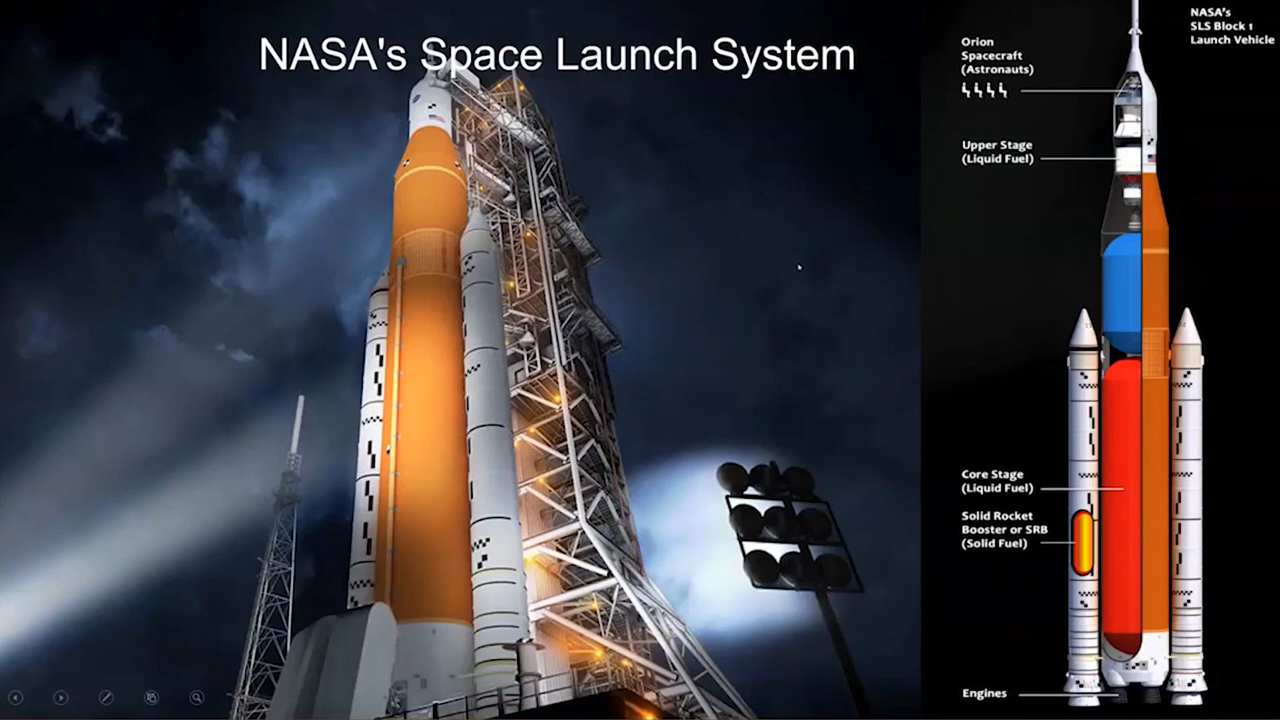 NASA's Space Launch System
NASA's
SLS Block 1
Launch Vehicle
Orion
Spacecraft
(Astronauts)
Upper Stage
(Liquid Fuel)
Core Stage
(Liquid Fuel)
Solid Rocket
Booster or SRB
(Solid Fuel)
Engines